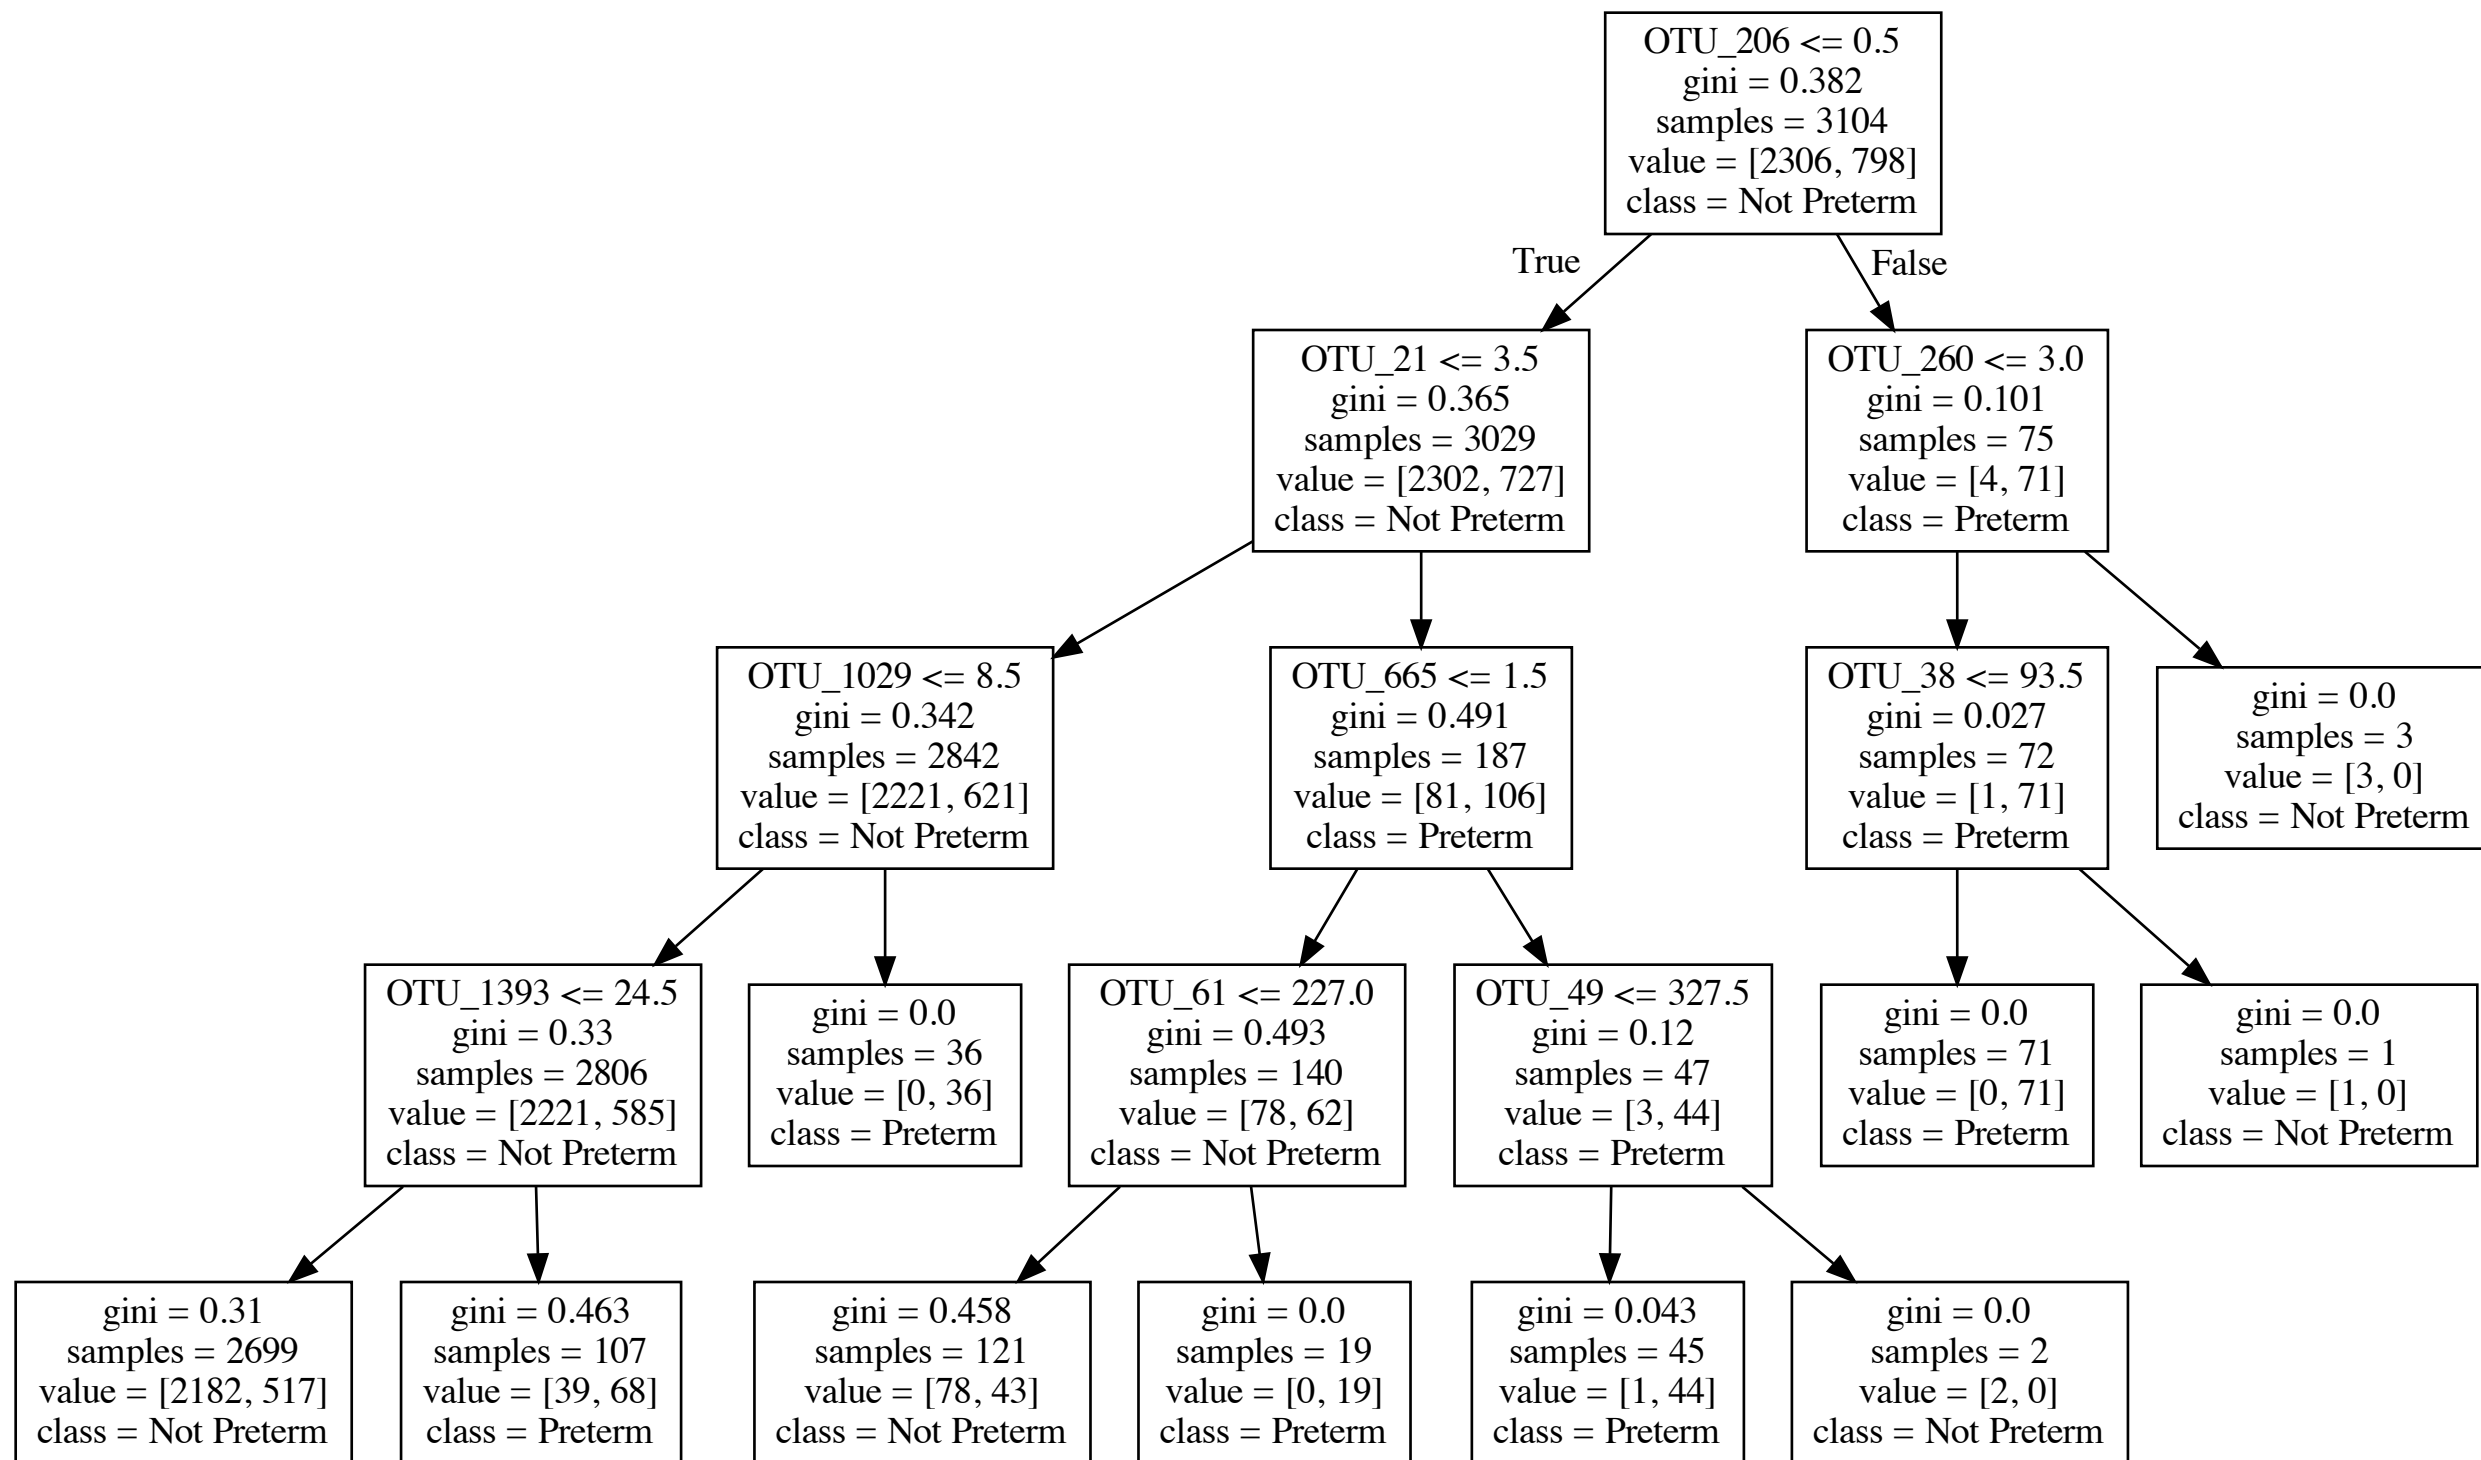 OTU_206 <= 0.5
gini = 0.382
samples = 3104
value = [2306, 798]
class = Not Preterm
True
False
OTU_21 <= 3.5
gini = 0.365
samples = 3029
value = [2302, 727]
class = Not Preterm
OTU_260 <= 3.0
gini = 0.101
samples = 75
value = [4, 71]
class = Preterm
OTU_1029 <= 8.5
gini = 0.342
samples = 2842
value = [2221, 621]
class = Not Preterm
OTU_665 <= 1.5
gini = 0.491
samples = 187
value = [81, 106]
class = Preterm
OTU_38 <= 93.5
gini = 0.027
samples = 72
value = [1, 71]
class = Preterm
gini = 0.0
samples = 3
value = [3, 0]
class = Not Preterm
OTU_1393 <= 24.5
gini = 0.33
samples = 2806
value = [2221, 585]
class = Not Preterm
gini = 0.0
samples = 36
value = [0, 36]
class = Preterm
OTU_61 <= 227.0
gini = 0.493
samples = 140
value = [78, 62]
class = Not Preterm
OTU_49 <= 327.5
gini = 0.12
samples = 47
value = [3, 44]
class = Preterm
gini = 0.0
samples = 71
value = [0, 71]
class = Preterm
gini = 0.0
samples = 1
value = [1, 0]
class = Not Preterm
gini = 0.31
samples = 2699
value = [2182, 517]
class = Not Preterm
gini = 0.463
samples = 107
value = [39, 68]
class = Preterm
gini = 0.458
samples = 121
value = [78, 43]
class = Not Preterm
gini = 0.0
samples = 19
value = [0, 19]
class = Preterm
gini = 0.043
samples = 45
value = [1, 44]
class = Preterm
gini = 0.0
samples = 2
value = [2, 0]
class = Not Preterm